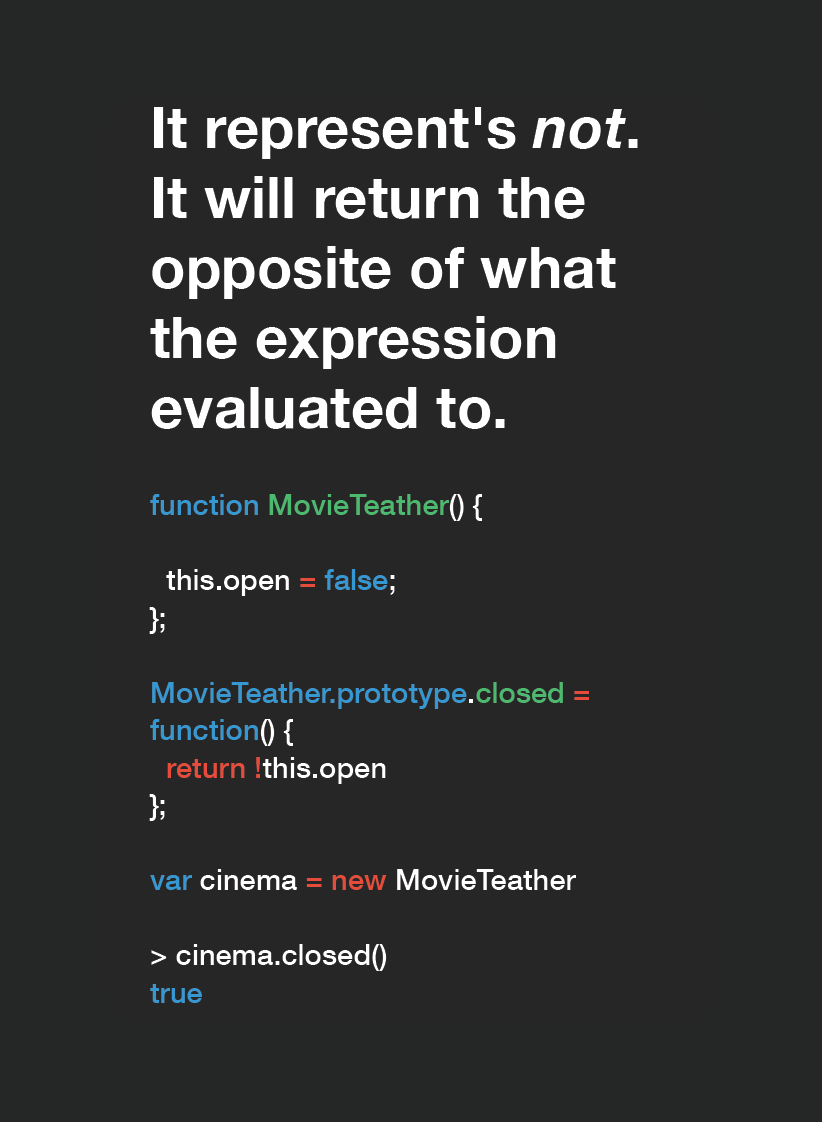 It represent's not.
It will return the
opposite of what
the expression
evaluated to.
function MovieTeather() {
this.open = false;
};
MovieTeather.prototype.closed =
function() {
return !this.open
};
var cinema = new MovieTeather
> cinema.closed()
true